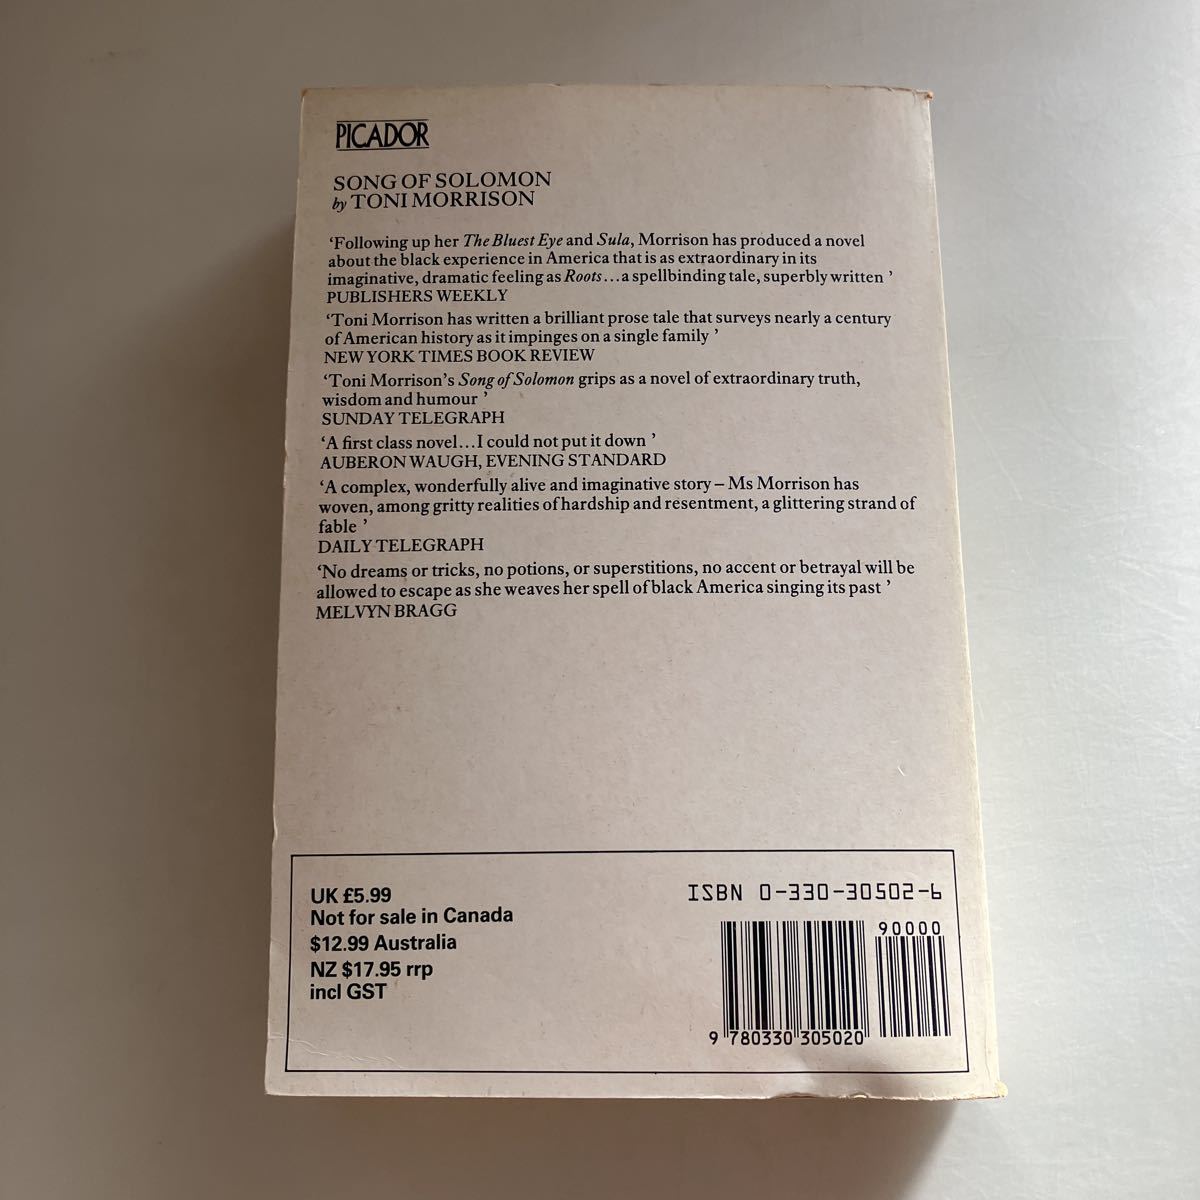 PICADOR
SONG OF SOLOMON
by TONI MORRISON
‘Following up her The Bluest Eye and Sula, Morrison has produced a novel
about the black experience in America that is as extraordinary in its
imaginative, dramatic feeling as Roots...a spellbinding tale, superbly written ’
PUBLISHERS WEEKLY
‘Toni Morrison has written a brilliant prose tale that surveys nearly a century
of American history as it impinges on a single family ’
NEW YORK TIMES BOOK REVIEW
‘Toni Morrison’s Song of Solomon grips as a novel of extraordinary truth,
wisdom and humour ’
SUNDAY TELEGRAPH
‘A first class novel...I could not put it down ’
AUBERON WAUGH, EVENING STANDARD
‘A complex, wonderfully alive and imaginative story – Ms Morrison has
woven, among gritty realities of hardship and resentment, a glittering strand of
fable ’
DAILY TELEGRAPH
‘No dreams or tricks, no potions, or superstitions, no accent or betrayal will be
allowed to escape as she weaves her spell of black America singing its past ’
MELVYN BRAGG
UK £5.99
Not for sale in Canada
$12.99 Australia
NZ $17.95 rrp
incl GST
ISBN 0-330-30502-6
90000
9 780330 305020